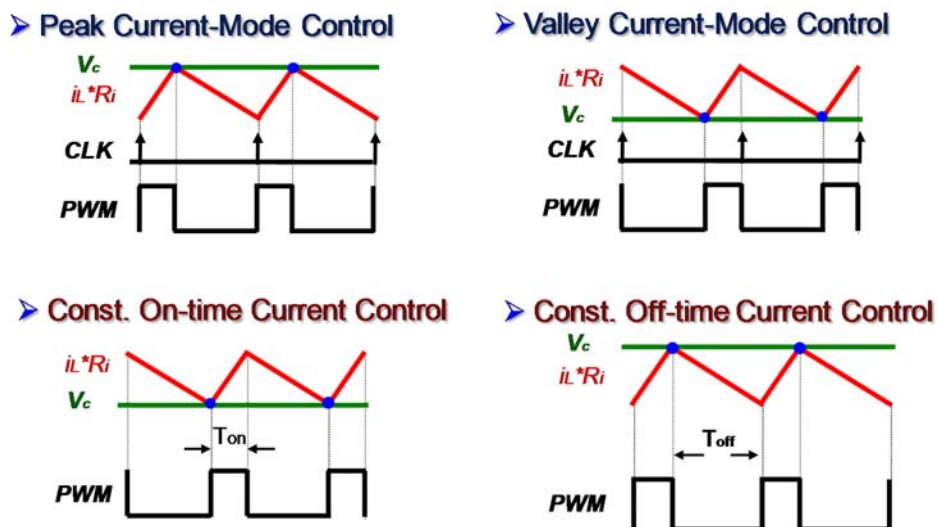 ➢ Peak Current-Mode Control
Vc
iL*Ri
CLK
PWM
➢ Valley Current-Mode Control
iL*Ri
Vc
CLK
PWM
➢ Const. On-time Current Control
iL*Ri
Vc
Ton
PWM
➢ Const. Off-time Current Control
Vc
iL*Ri
Toff
PWM